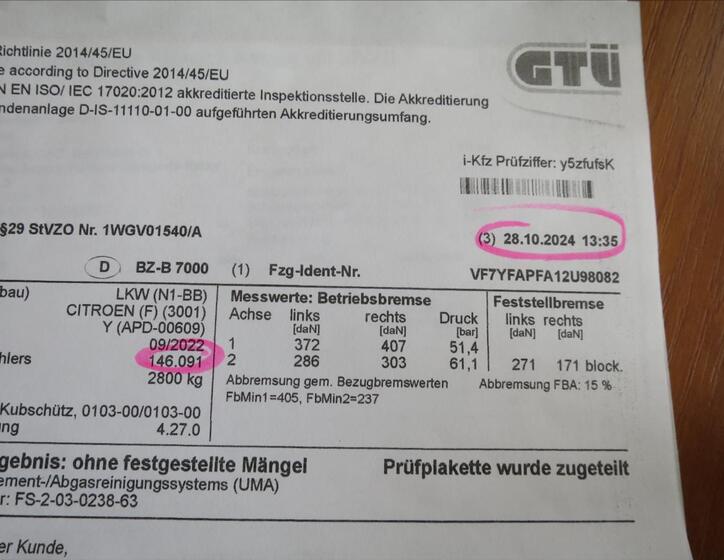 Richtlinie 2014/45/EU
e according to Directive 2014/45/EU
N EN ISO/ IEC 17020:2012 akkreditierte Inspektionsstelle. Die Akkreditierung
ndenanlage D-IS-11110-01-00 aufgeführten Akkreditierungsumfang.
GTÜ
i-Kfz Prüfziffer: y5zfufsK
§29 StVZO Nr. 1WGV01540/A
(3) 28.10.2024 13:35
D BZ-B 7000 (1) Fzg-Ident-Nr. VF7YFAPFA12U98082
bau) LKW (N1-BB)
CITROEN (F) (3001)
Y (APD-00609)
09/2022
hlers 146.091
2800 kg
Kubschütz, 0103-00/0103-00
ng 4.27.0
Messwerte: Betriebsbremse Feststellbremse
Achse links rechts Druck links rechts
[daN] [daN] [bar] [daN] [daN]
1 372 407 51,4
2 286 303 61,1 271 171 block.
Abbremsung gem. Bezugbremswerten Abbremsung FBA: 15 %
FbMin1=405, FbMin2=237
gebnis: ohne festgestellte Mängel Prüfplakette wurde zugeteilt
ement-/Abgasreinigungssystems (UMA)
r: FS-2-03-0238-63
er Kunde,